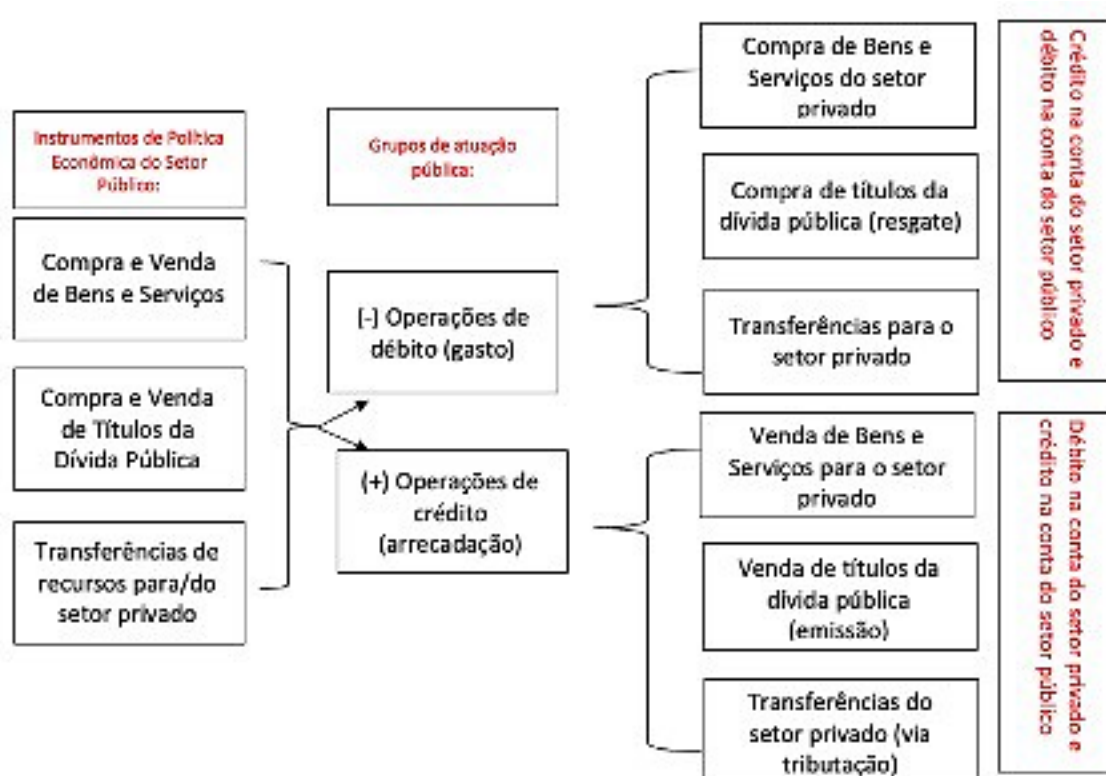 Instrumentos de Política
Econômica do Setor
Público:
Compra e Venda
de Bens e Serviços
Compra e Venda
de Títulos da
Dívida Pública
Transferências de
recursos para/do
setor privado
Grupos de atuação
pública:
[-] Operações de
débito (gasto)
(+) Operações de
crédito
(arrecadação)
Compra de Bens e
Serviços do setor
privado
Compra de títulos da
dívida pública (resgate)
Transferências para o
setor privado
Venda de Bens e
Serviços para o setor
privado
Venda de títulos da
dívida pública
(emissão)
Transferências do
setor privado (via
tributação)
Crédito na conta do setor privado e
débito na conta do setor público
Débito na conta do setor privado e
crédito na conta do setor público